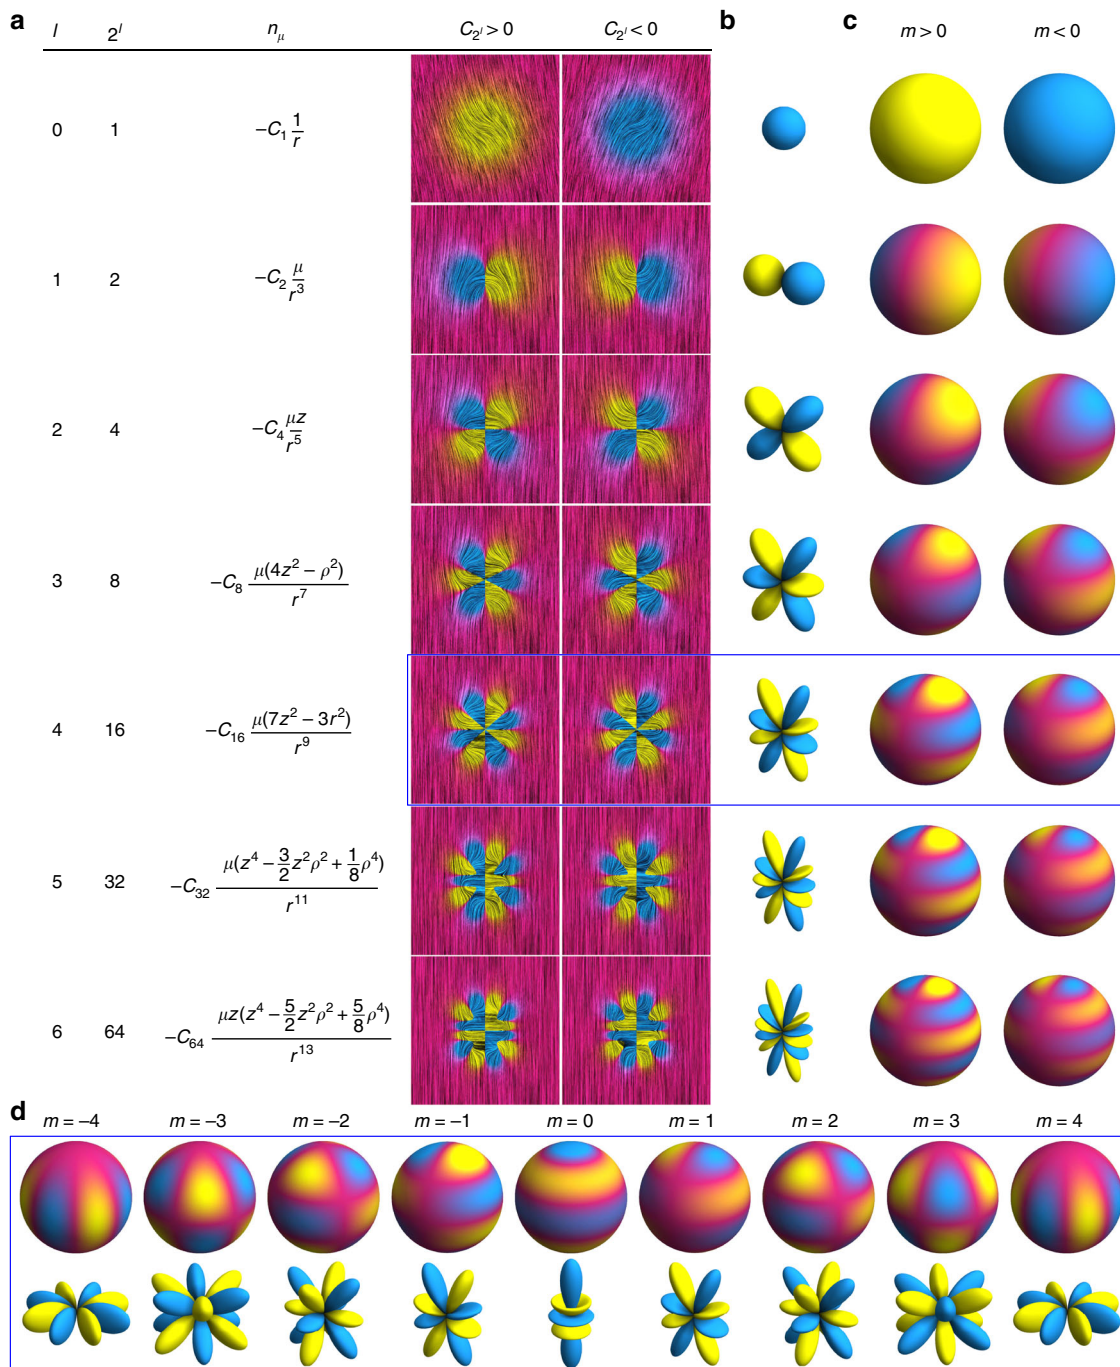 a l 2^l n_μ C_{2^l} > 0 C_{2^l} < 0 b c m > 0 m < 0
0 1 −C_1 1/r
1 2 −C_2 μ/r^3
2 4 −C_4 μz/r^5
3 8 −C_8 μ(4z^2 − ρ^2)/r^7
4 16 −C_16 μ(7z^2 − 3r^2)/r^9
5 32 −C_32 μ(z^4 − 3/2 z^2ρ^2 + 1/8 ρ^4)/r^11
6 64 −C_64 μz(z^4 − 5/2 z^2ρ^2 + 5/8 ρ^4)/r^13
d
m = −4 m = −3 m = −2 m = −1 m = 0 m = 1 m = 2 m = 3 m = 4